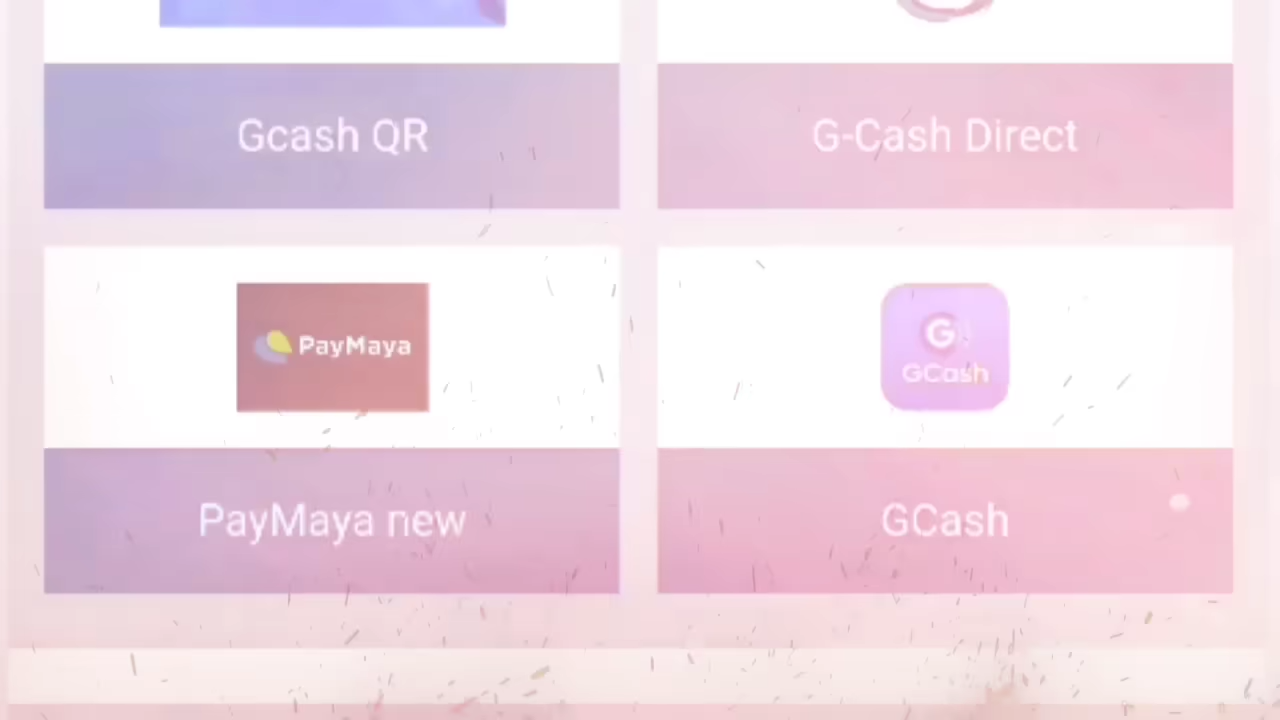 Gcash QR
G-Cash Direct
PayMaya
G
GCash
PayMaya new
GCash